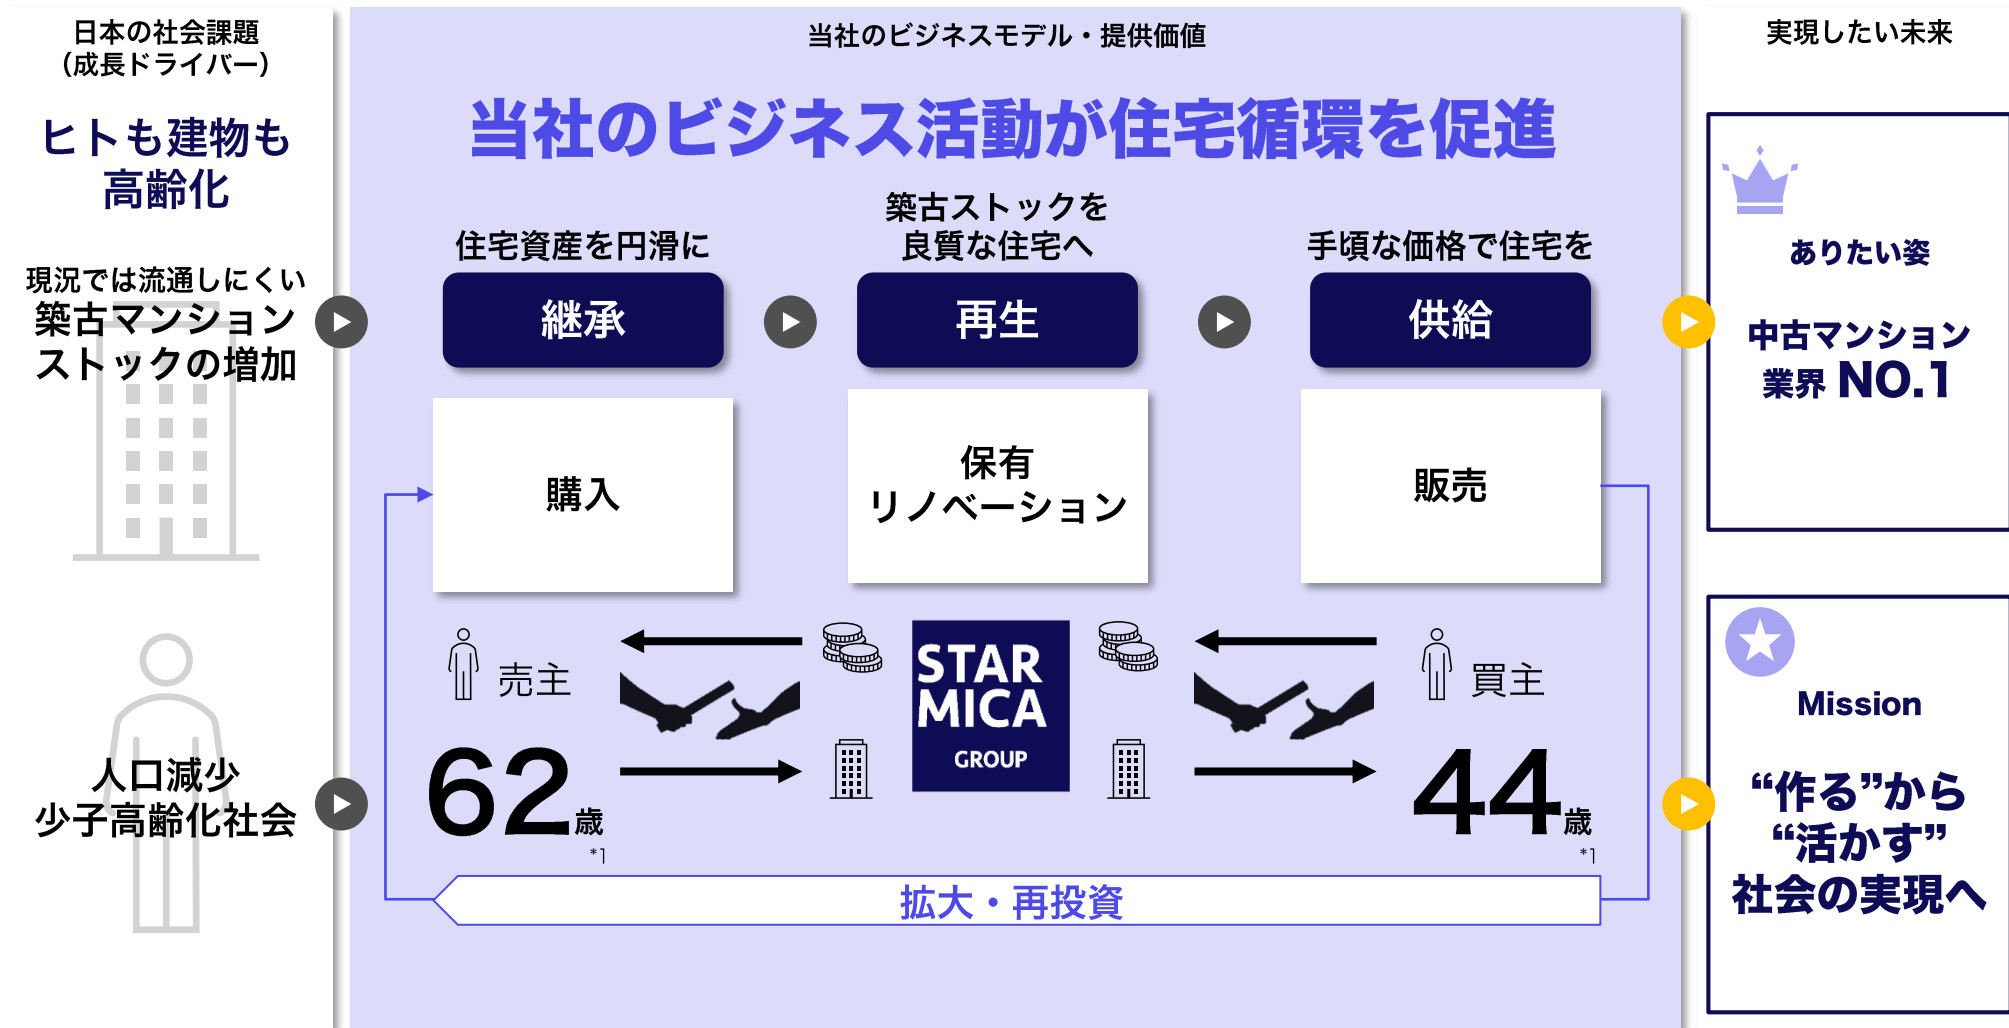 日本の社会課題
（成長ドライバー）
ヒトも建物も
高齢化
現況では流通しにくい
築古マンション
ストックの増加
人口減少
少子高齢化社会
当社のビジネスモデル・提供価値
当社のビジネス活動が住宅循環を促進
住宅資産を円滑に
継承
購入
築古ストックを
良質な住宅へ
再生
保有
リノベーション
手頃な価格で住宅を
供給
販売
売主
62歳
*1
STAR
MICA
GROUP
買主
44歳
*1
拡大・再投資
実現したい未来
ありたい姿
中古マンション
業界 NO.1
Mission
“作る”から
“活かす”
社会の実現へ